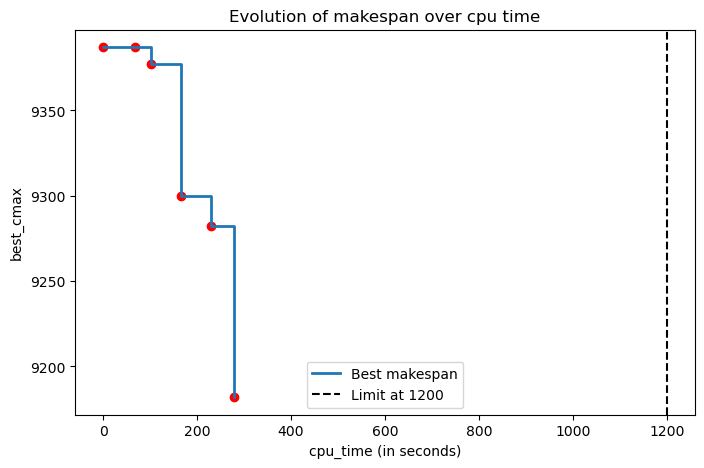 Evolution of makespan over cpu time
best_cmax
9350
9300
9250
9200
Best makespan
Limit at 1200
0 200 400 600 800 1000 1200
cpu_time (in seconds)